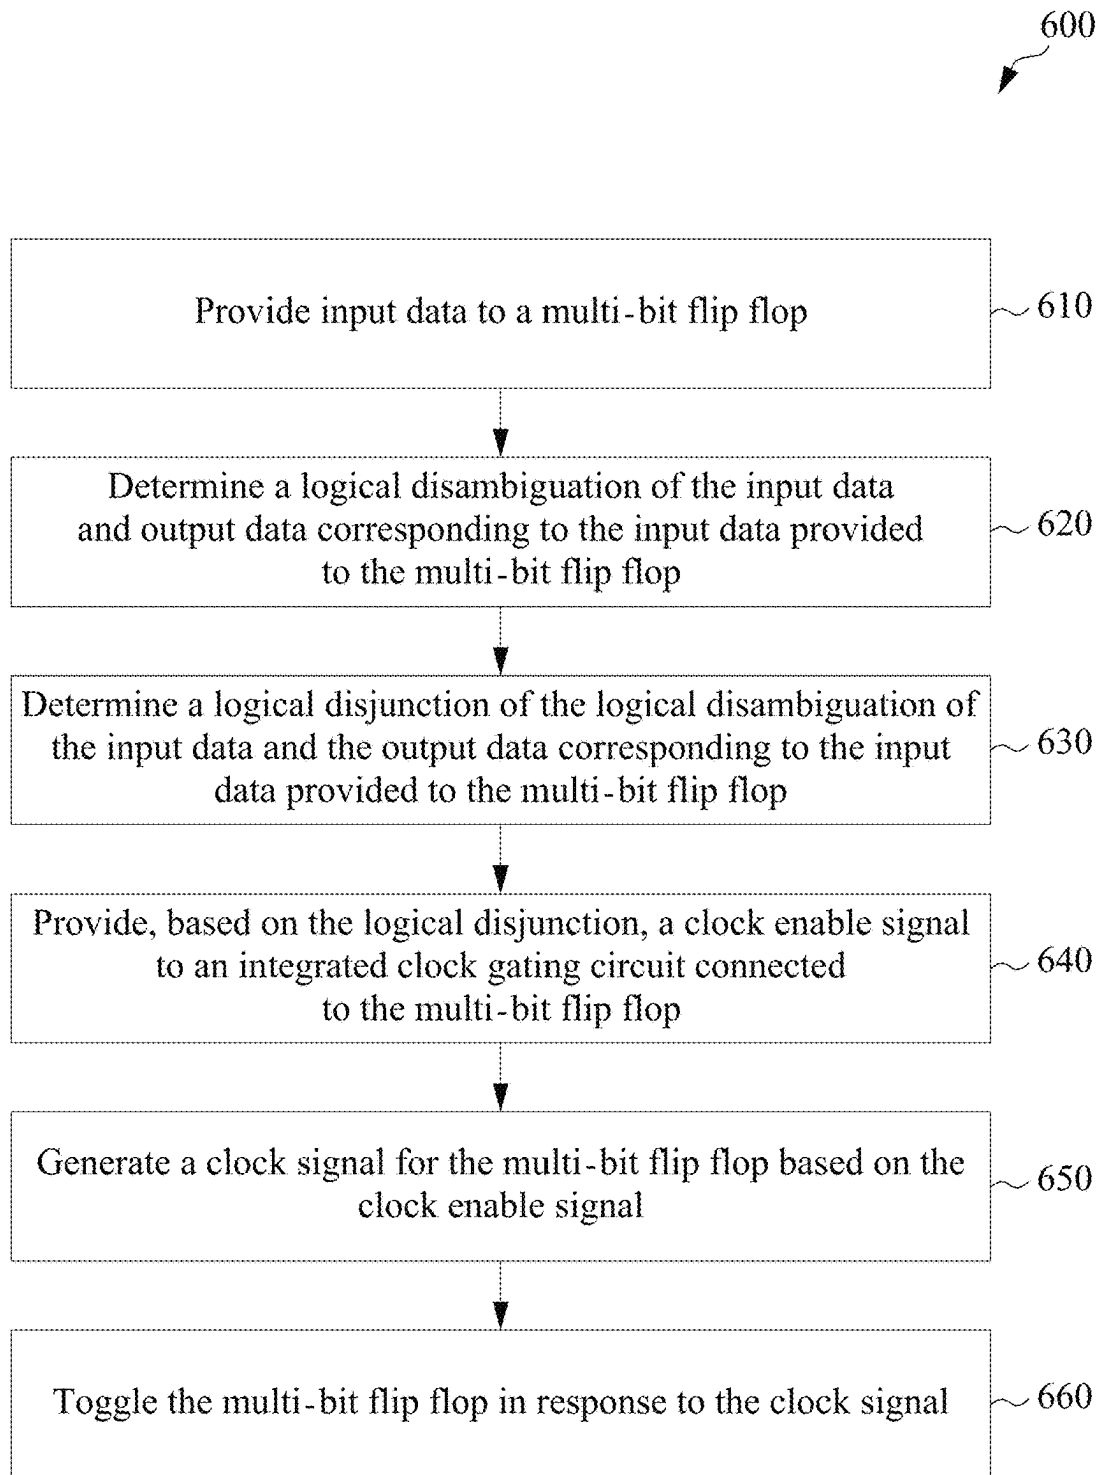 600
Provide input data to a multi-bit flip flop
610
Determine a logical disambiguation of the input data
and output data corresponding to the input data provided
to the multi-bit flip flop
620
Determine a logical disjunction of the logical disambiguation of
the input data and the output data corresponding to the input
data provided to the multi-bit flip flop
630
Provide, based on the logical disjunction, a clock enable signal
to an integrated clock gating circuit connected
to the multi-bit flip flop
640
Generate a clock signal for the multi-bit flip flop based on the
clock enable signal
650
Toggle the multi-bit flip flop in response to the clock signal
660